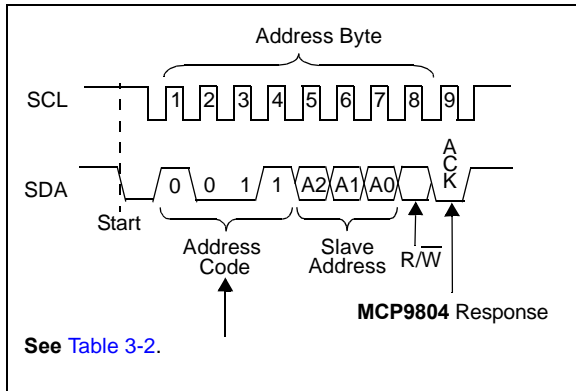 Address Byte
SCL 1 2 3 4 5 6 7 8 9
A
C
K
SDA 0 0 1 1 A2 A1 A0
Start
Address
Code
Slave
Address
R/W̅
MCP9804 Response
See Table 3-2.